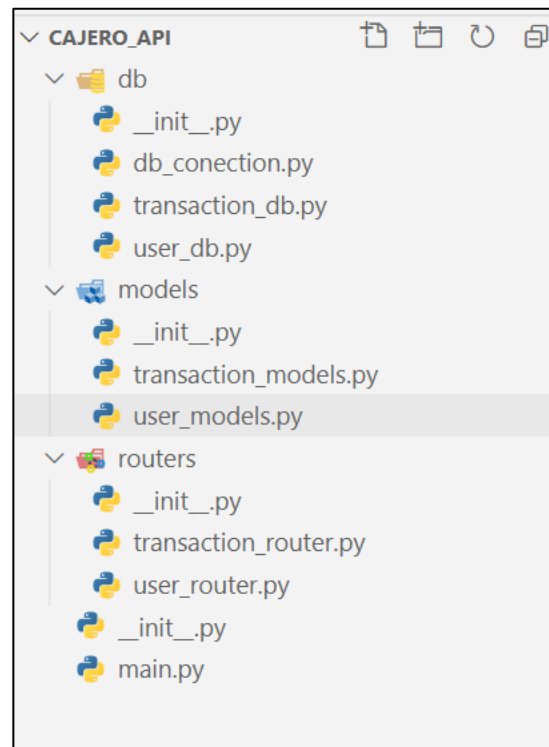 CAJERO_API
db
__init__.py
db_conection.py
transaction_db.py
user_db.py
models
__init__.py
transaction_models.py
user_models.py
routers
__init__.py
transaction_router.py
user_router.py
__init__.py
main.py